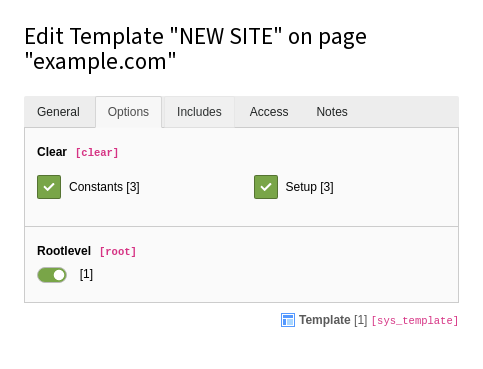 Edit Template "NEW SITE" on page
"example.com"
General Options Includes Access Notes
Clear [clear]
Constants [3] Setup [3]
Rootlevel [root]
[1]
Template [1] [sys_template]